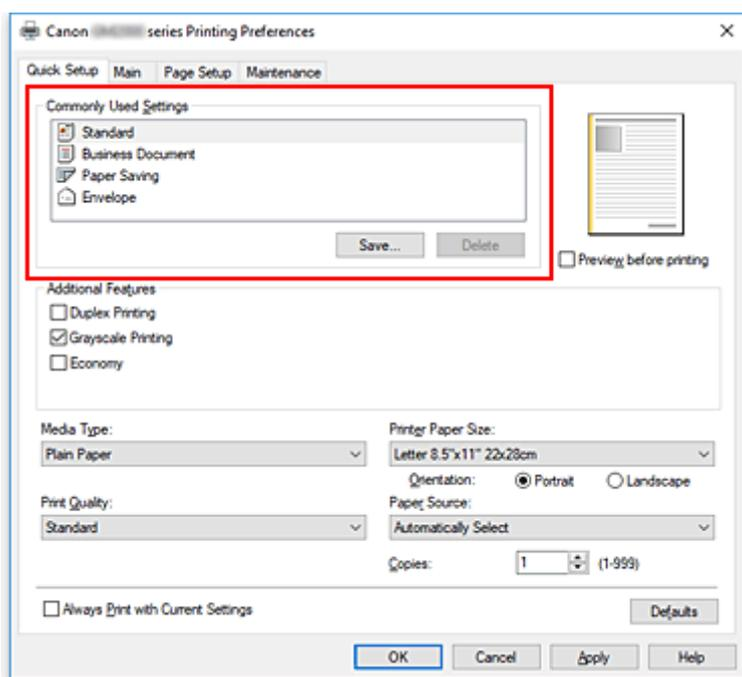 Canon series Printing Preferences
Quick Setup Main Page Setup Maintenance
Commonly Used Settings
Standard
Business Document
Paper Saving
Envelope
Save... Delete
Preview before printing
Additional Features
Duplex Printing
Grayscale Printing
Economy
Media Type: Printer Paper Size:
Plain Paper Letter 8.5"x11" 22x28cm
Orientation: Portrait Landscape
Print Quality: Paper Source:
Standard Automatically Select
Copies: 1 (1-999)
Always Print with Current Settings Defaults
OK Cancel Apply Help